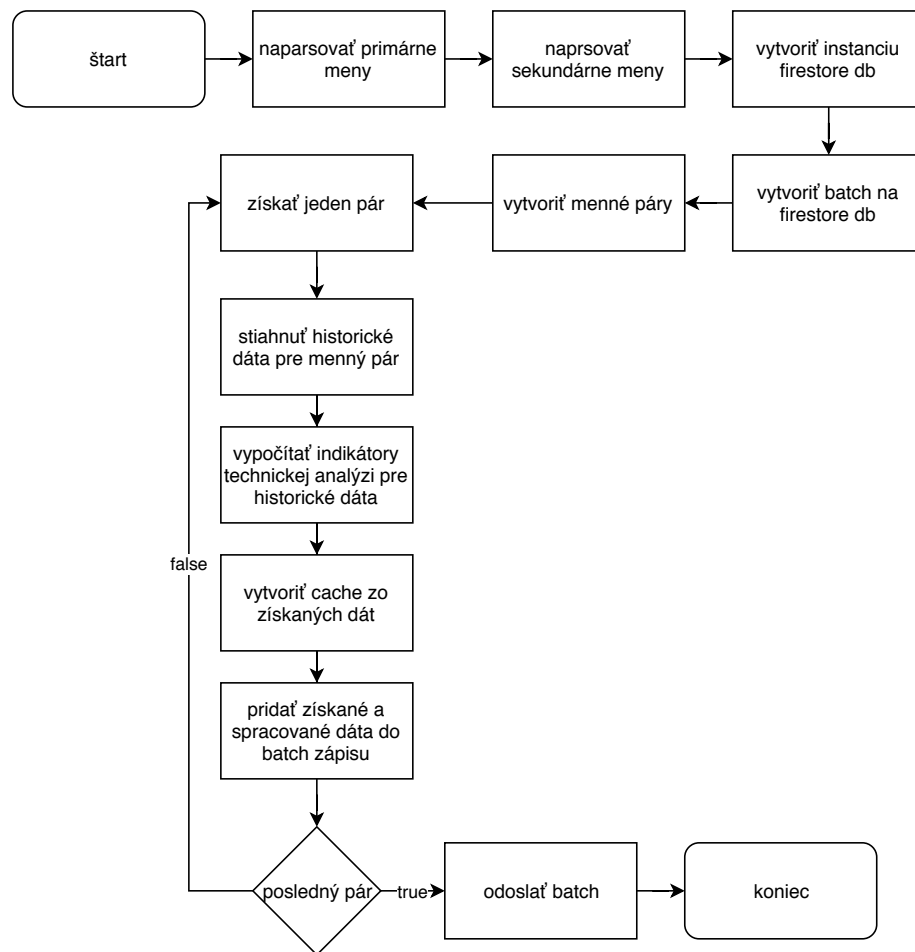 štart
naparsovať primárne
meny
naprsovať
sekundárne meny
vytvoriť instanciu
firestore db
získať jeden pár
vytvoriť menné páry
vytvoriť batch na
firestore db
stiahnuť historické
dáta pre menný pár
vypočítať indikátory
technickej analýzi pre
historické dáta
false
vytvoriť cache zo
získaných dát
pridať získané a
spracované dáta do
batch zápisu
posledný pár
true
odoslať batch
koniec